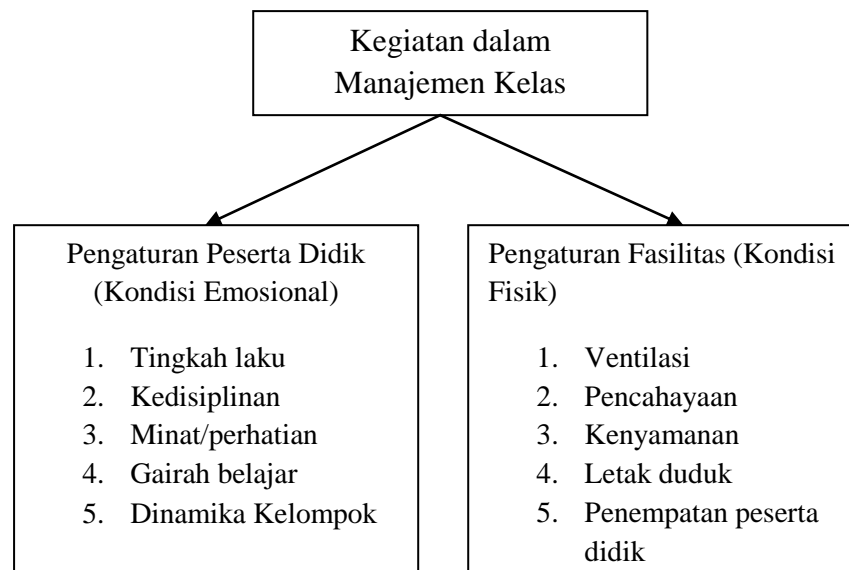 Kegiatan dalam
Manajemen Kelas
Pengaturan Peserta Didik
(Kondisi Emosional)
1. Tingkah laku
2. Kedisiplinan
3. Minat/perhatian
4. Gairah belajar
5. Dinamika Kelompok
Pengaturan Fasilitas (Kondisi
Fisik)
1. Ventilasi
2. Pencahayaan
3. Kenyamanan
4. Letak duduk
5. Penempatan peserta
didik